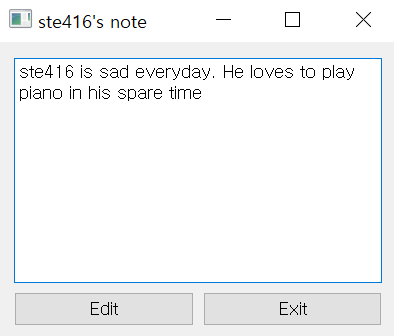 ste416's note
ste416 is sad everyday. He loves to play
piano in his spare time
Edit
Exit